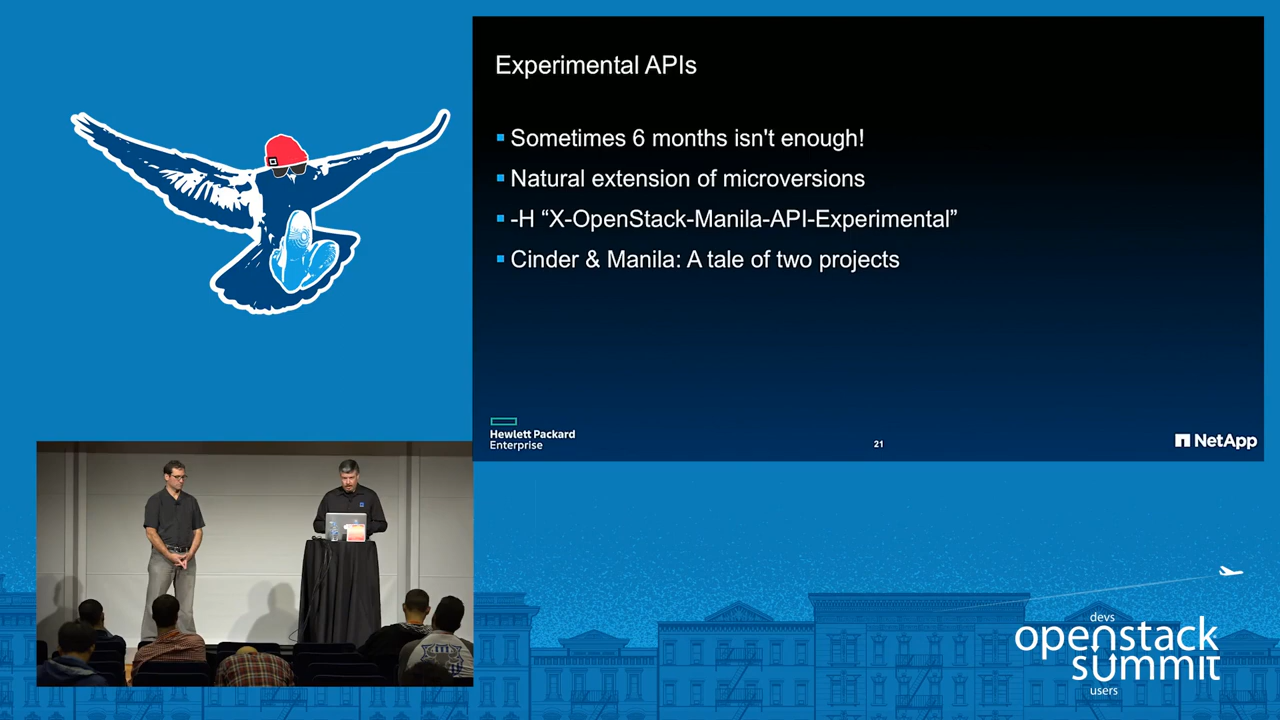 Experimental APIs
Sometimes 6 months isn't enough!
Natural extension of microversions
-H “X-OpenStack-Manila-API-Experimental”
Cinder & Manila: A tale of two projects
Hewlett Packard
Enterprise
21
NetApp
devs
openstack
summit
users